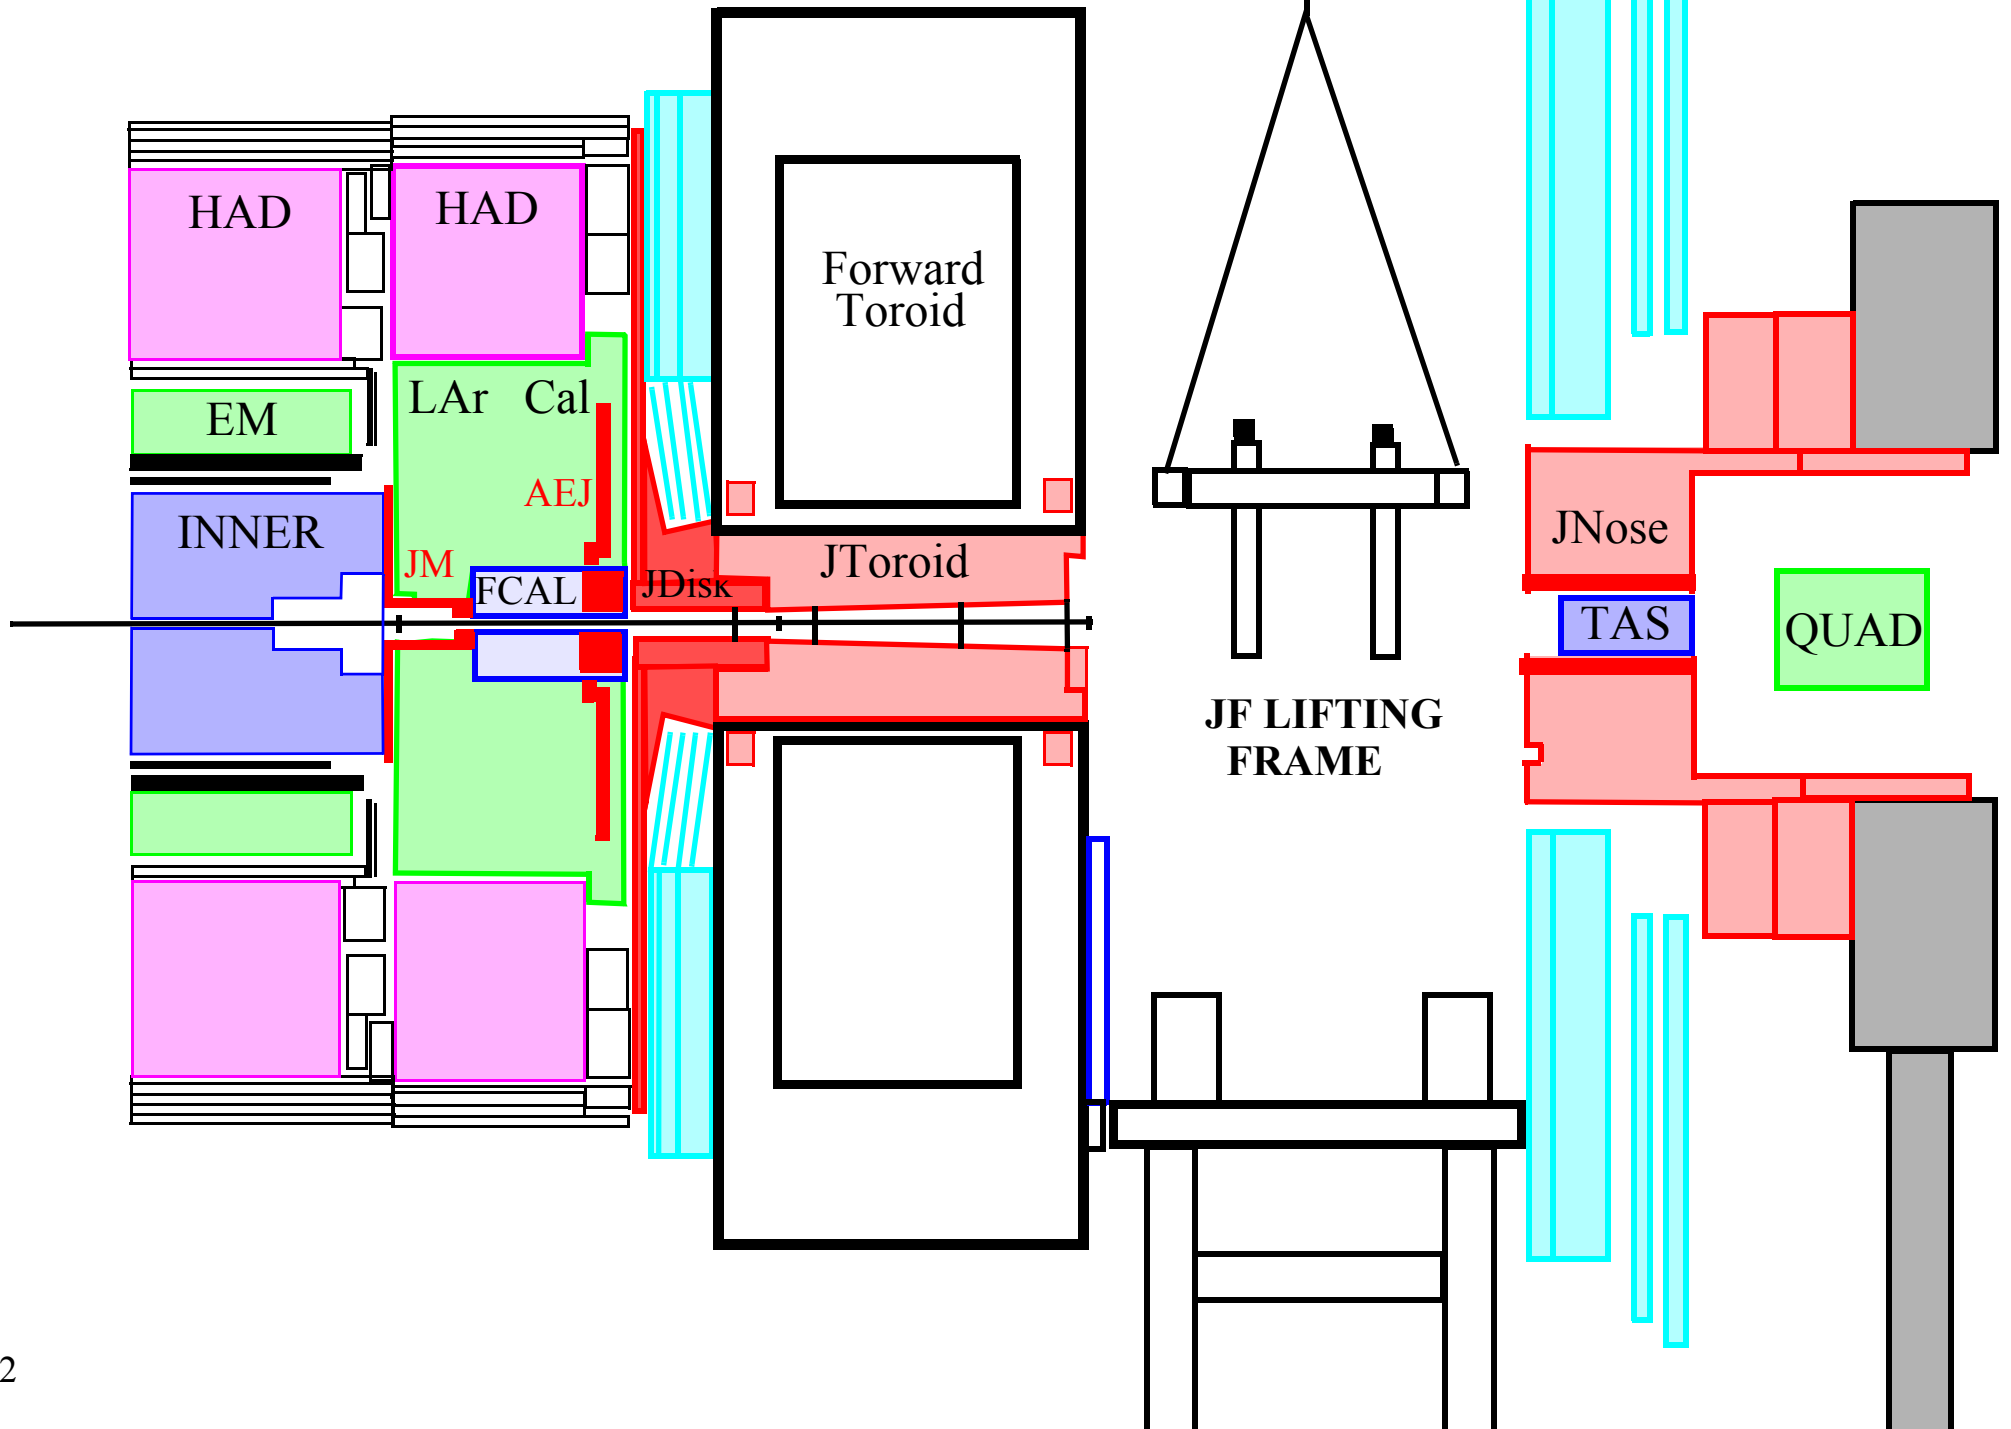 HAD
HAD
Forward
Toroid
LAr Cal
EM
AEJ
INNER
JM
FCAL
JDisk
JToroid
JNose
TAS
QUAD
JF LIFTING
FRAME
2